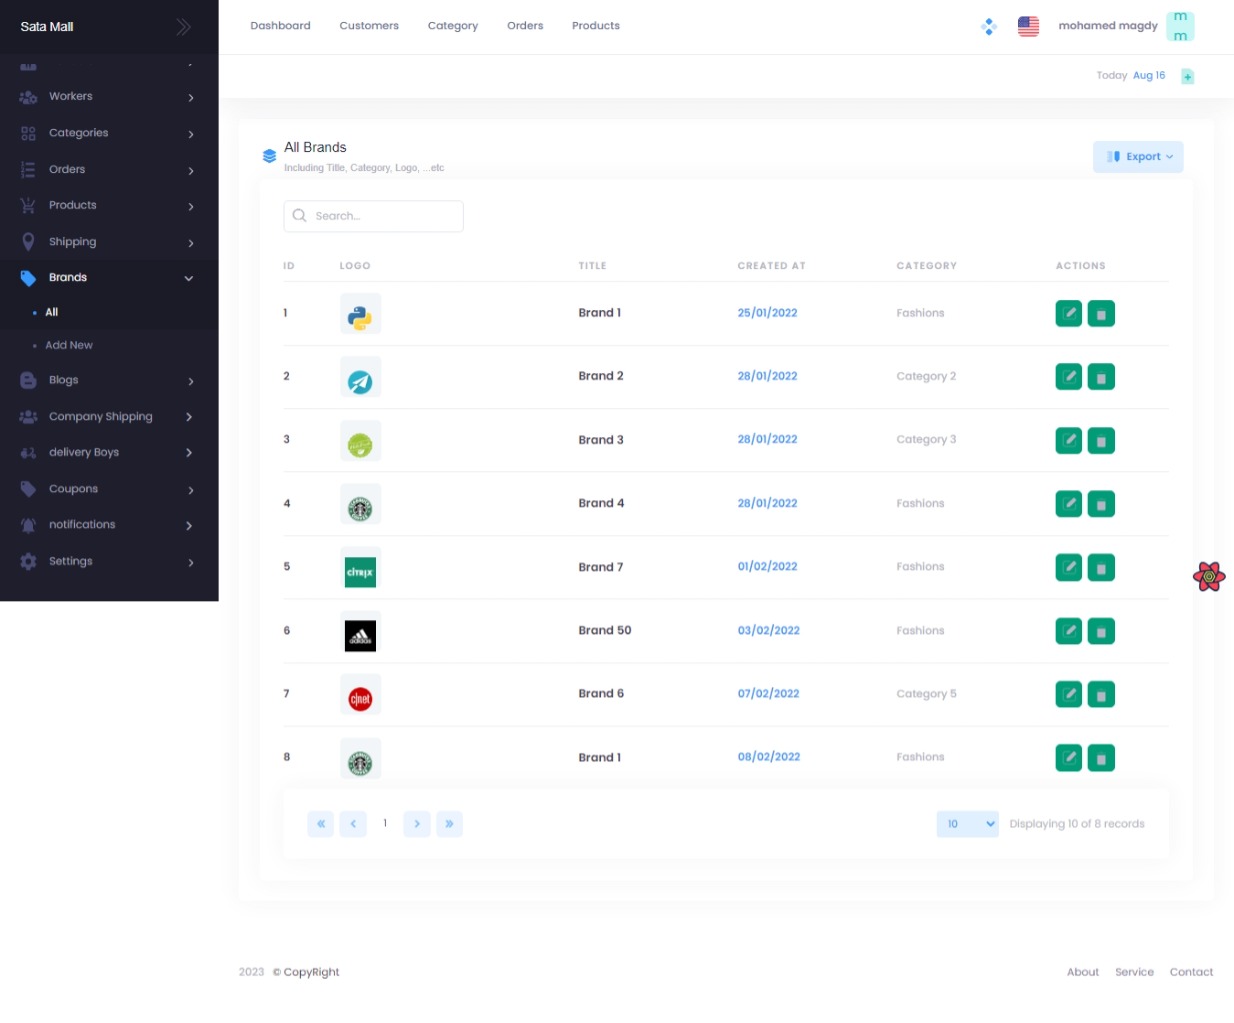 Sata Mall
Dashboard Customers Category Orders Products
mohamed magdy
m
m
Today Aug 16
Workers
Categories
Orders
Products
Shipping
Brands
All
Add New
Blogs
Company Shipping
delivery Boys
Coupons
notifications
Settings
All Brands
Including Title, Category, Logo, ...etc
Export
Search...
ID LOGO TITLE CREATED AT CATEGORY ACTIONS
1 Brand 1 25/01/2022 Fashions
2 Brand 2 28/01/2022 Category 2
3 Brand 3 28/01/2022 Category 3
4 Brand 4 28/01/2022 Fashions
5 citrix Brand 7 01/02/2022 Fashions
6 adidas Brand 50 03/02/2022 Fashions
7 c|net Brand 6 07/02/2022 Category 5
8 Brand 1 08/02/2022 Fashions
« ‹ 1 › »
10 Displaying 10 of 8 records
2023 © CopyRight
About Service Contact